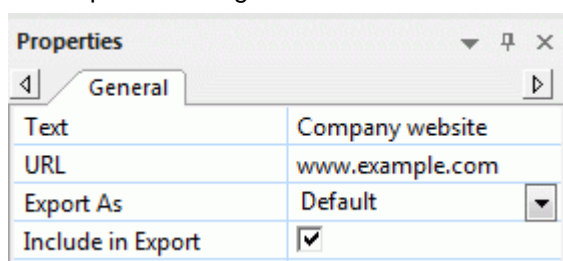 Properties
General
Text Company website
URL www.example.com
Export As Default
Include in Export